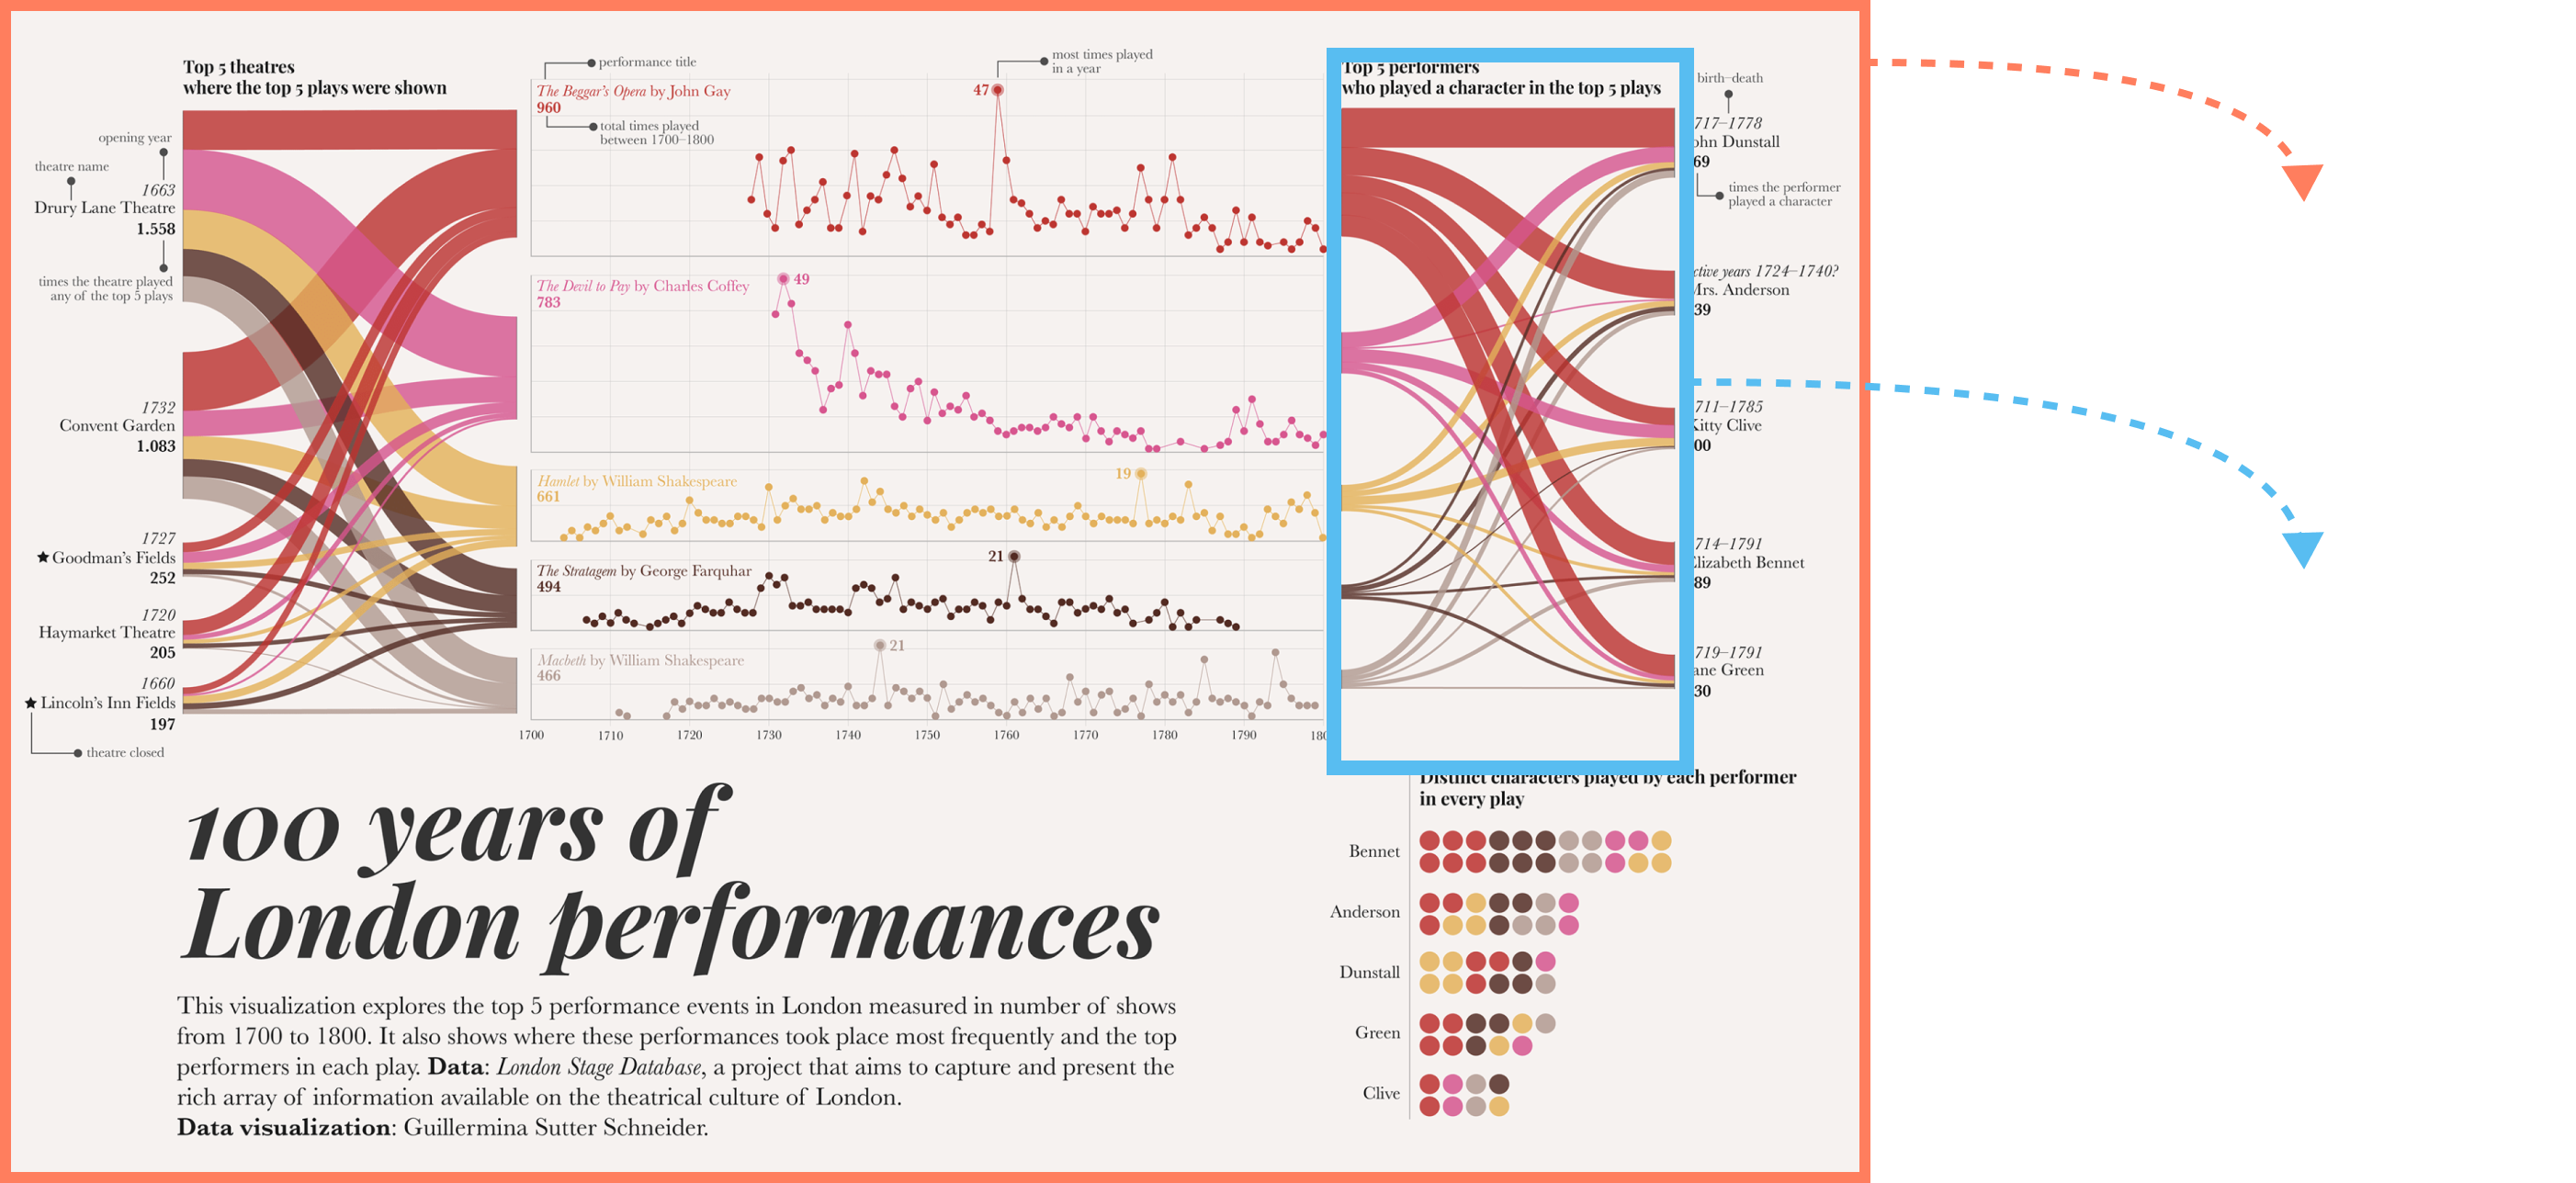 Top 5 theatres
where the top 5 plays were shown
opening year
theatre name
1663
Drury Lane Theatre
1.558
times the theatre played
any of the top 5 plays
1732
Convent Garden
1.083
1727
★ Goodman's Fields
252
1720
Haymarket Theatre
205
1660
★ Lincoln's Inn Fields
197
theatre closed
performance title
most times played
in a year
The Beggar's Opera by John Gay
960
47
total times played
between 1700–1800
The Devil to Pay by Charles Coffey
783
49
Hamlet by William Shakespeare
661
19
The Stratagem by George Farquhar
494
21
Macbeth by William Shakespeare
466
21
1700 1710 1720 1730 1740 1750 1760 1770 1780 1790 180
Top 5 performers
who played a character in the top 5 plays
birth–death
717–1778
ohn Dunstall
69
times the performer
played a character
ctive years 1724–1740?
Mrs. Anderson
39
711–1785
Kitty Clive
00
714–1791
Elizabeth Bennet
89
719–1791
ane Green
30
Distinct characters played by each performer
in every play
Bennet
Anderson
Dunstall
Green
Clive
100 years of
London performances
This visualization explores the top 5 performance events in London measured in number of shows
from 1700 to 1800. It also shows where these performances took place most frequently and the top
performers in each play. Data: London Stage Database, a project that aims to capture and present the
rich array of information available on the theatrical culture of London.
Data visualization: Guillermina Sutter Schneider.